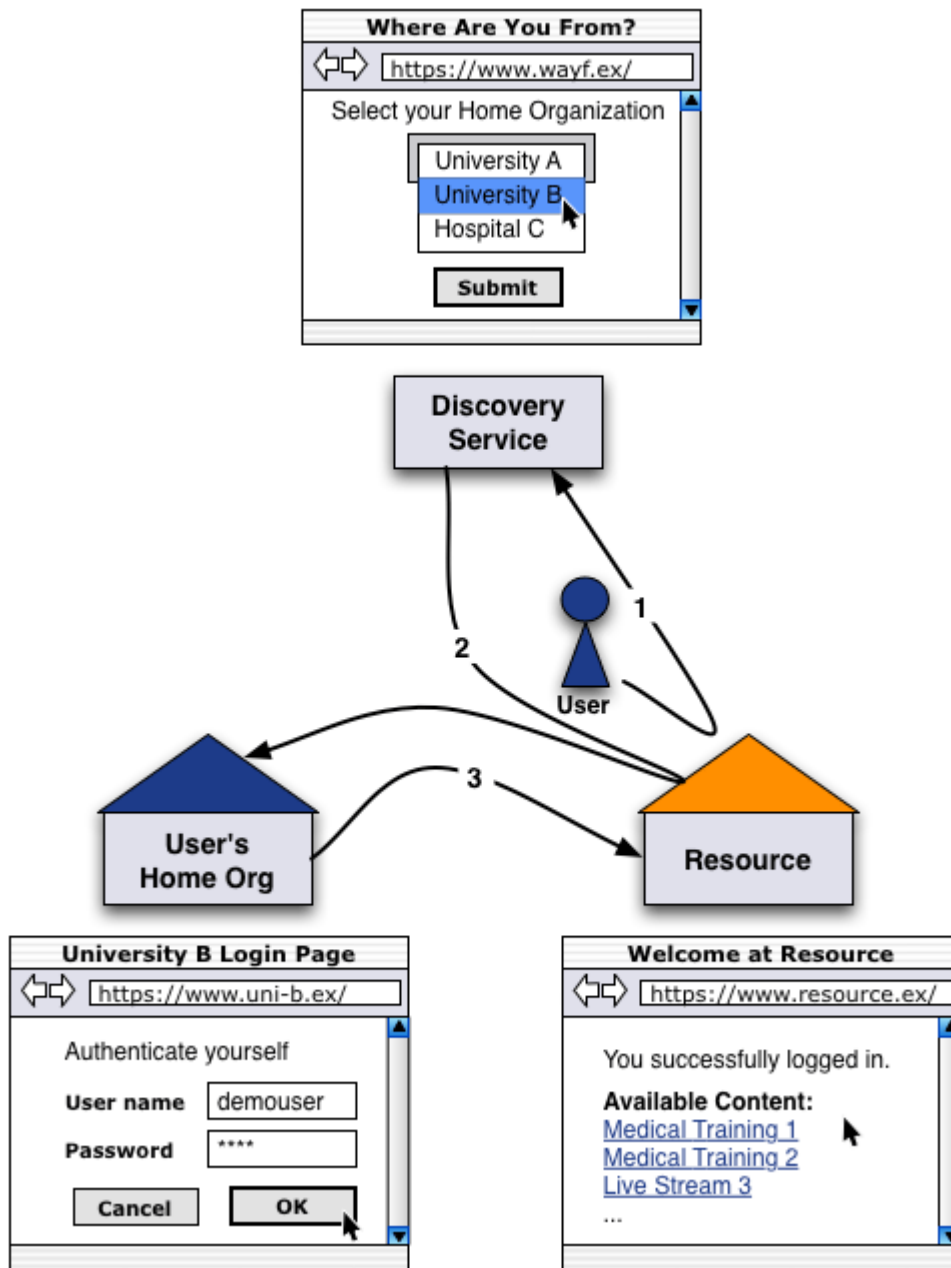 Where Are You From?
https://www.wayf.ex/
Select your Home Organization
University A
University B
Hospital C
Submit
Discovery
Service
1
2
User
3
User's
Home Org
Resource
University B Login Page
https://www.uni-b.ex/
Authenticate yourself
User name demouser
Password ****
Cancel OK
Welcome at Resource
https://www.resource.ex/
You successfully logged in.
Available Content:
Medical Training 1
Medical Training 2
Live Stream 3
...